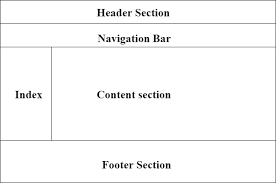 Header Section
Navigation Bar
Index
Content section
Footer Section